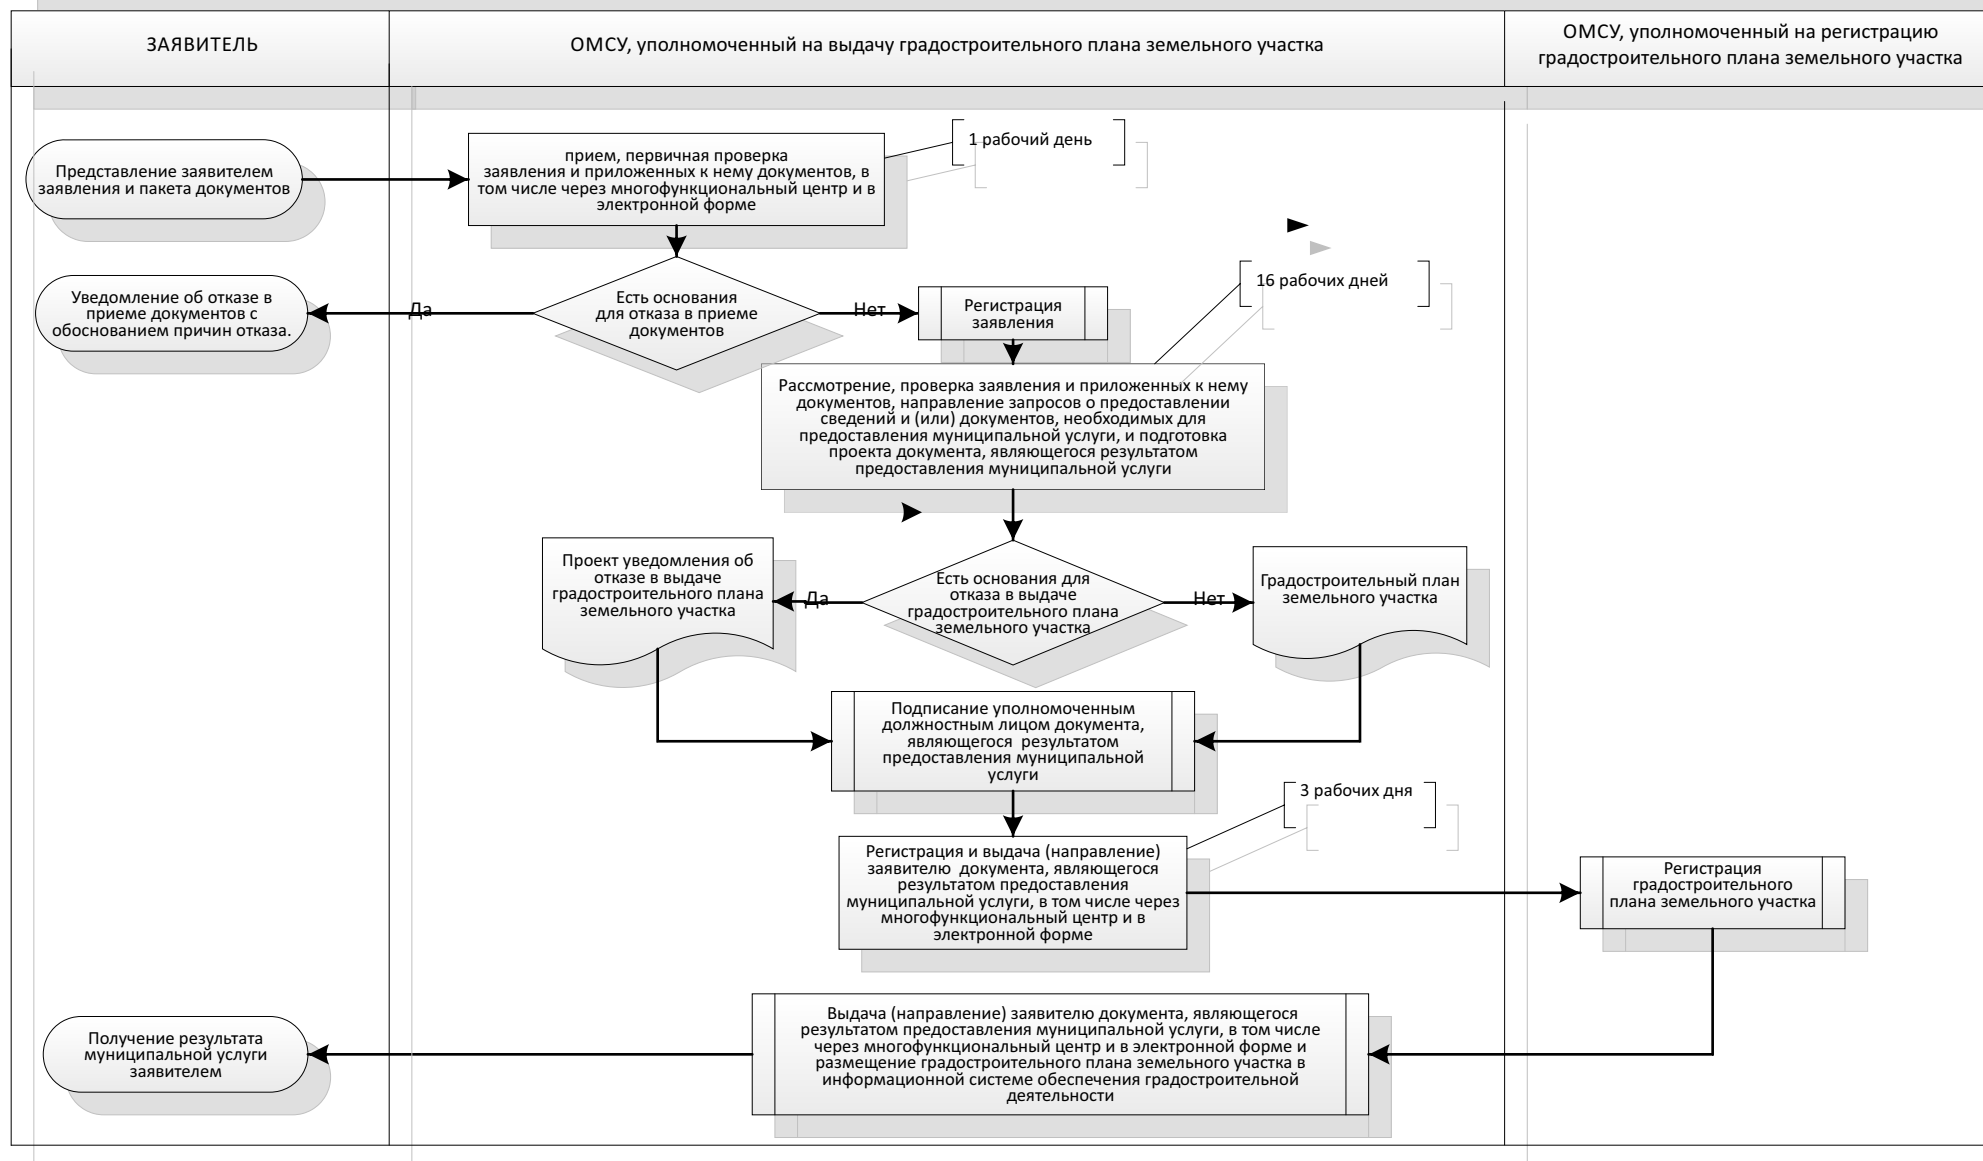 ЗАЯВИТЕЛЬ
ОМСУ, уполномоченный на выдачу градостроительного плана земельного участка
ОМСУ, уполномоченный на регистрацию
градостроительного плана земельного участка
Представление заявителем
заявления и пакета документов
прием, первичная проверка
заявления и приложенных к нему документов, в
том числе через многофункциональный центр и в
электронной форме
1 рабочий день
Уведомление об отказе в
приеме документов с
обоснованием причин отказа.
Да
Есть основания
для отказа в приеме
документов
Нет
Регистрация
заявления
16 рабочих дней
Рассмотрение, проверка заявления и приложенных к нему
документов, направление запросов о предоставлении
сведений и (или) документов, необходимых для
предоставления муниципальной услуги, и подготовка
проекта документа, являющегося результатом
предоставления муниципальной услуги
Проект уведомления об
отказе в выдаче
градостроительного плана
земельного участка
Да
Есть основания для
отказа в выдаче
градостроительного плана
земельного участка
Нет
Градостроительный план
земельного участка
Подписание уполномоченным
должностным лицом документа,
являющегося результатом
предоставления муниципальной
услуги
3 рабочих дня
Регистрация и выдача (направление)
заявителю документа, являющегося
результатом предоставления
муниципальной услуги, в том числе через
многофункциональный центр и в
электронной форме
Регистрация
градостроительного
плана земельного участка
Получение результата
муниципальной услуги
заявителем
Выдача (направление) заявителю документа, являющегося
результатом предоставления муниципальной услуги, в том числе
через многофункциональный центр и в электронной форме и
размещение градостроительного плана земельного участка в
информационной системе обеспечения градостроительной
деятельности